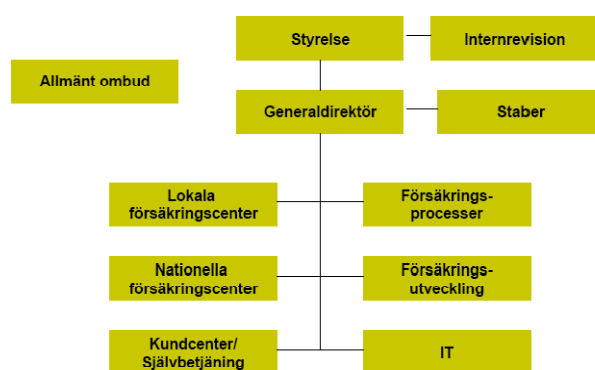 Styrelse
Internrevision
Allmänt ombud
Generaldirektör
Staber
Lokala
försäkringscenter
Försäkrings-
processer
Nationella
försäkringscenter
Försäkrings-
utveckling
Kundcenter/
Självbetjäning
IT